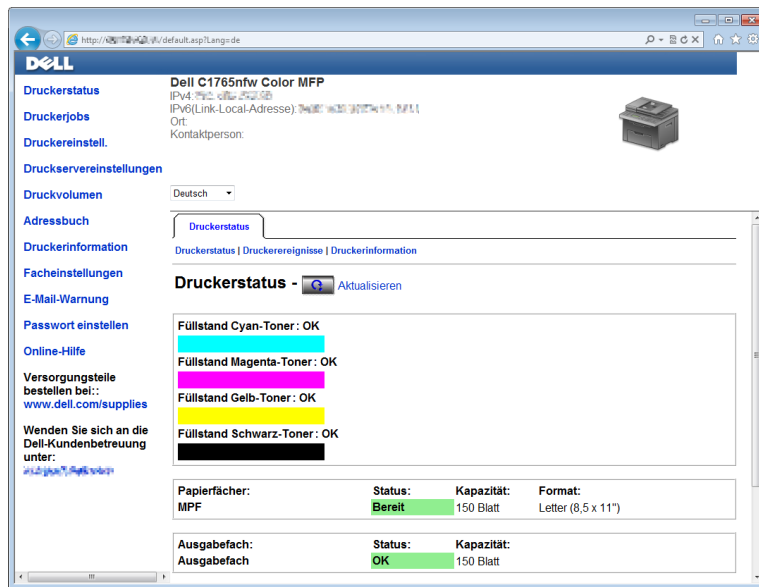 http:// /default.asp?Lang=de
DELL
Dell C1765nfw Color MFP
IPv4:
IPv6(Link-Local-Adresse):
Ort:
Kontaktperson:
Druckerstatus
Druckerjobs
Druckereinstell.
Druckservereinstellungen
Druckvolumen
Adressbuch
Druckerinformation
Facheinstellungen
E-Mail-Warnung
Passwort einstellen
Online-Hilfe
Versorgungsteile
bestellen bei::
www.dell.com/supplies
Wenden Sie sich an die
Dell-Kundenbetreuung
unter:
Deutsch
Druckerstatus
Druckerstatus | Druckerereignisse | Druckerinformation
Druckerstatus - Aktualisieren
Füllstand Cyan-Toner: OK
Füllstand Magenta-Toner: OK
Füllstand Gelb-Toner: OK
Füllstand Schwarz-Toner: OK
Papierfächer: Status: Kapazität: Format:
MPF Bereit 150 Blatt Letter (8,5 x 11")
Ausgabefach: Status: Kapazität:
Ausgabefach OK 150 Blatt